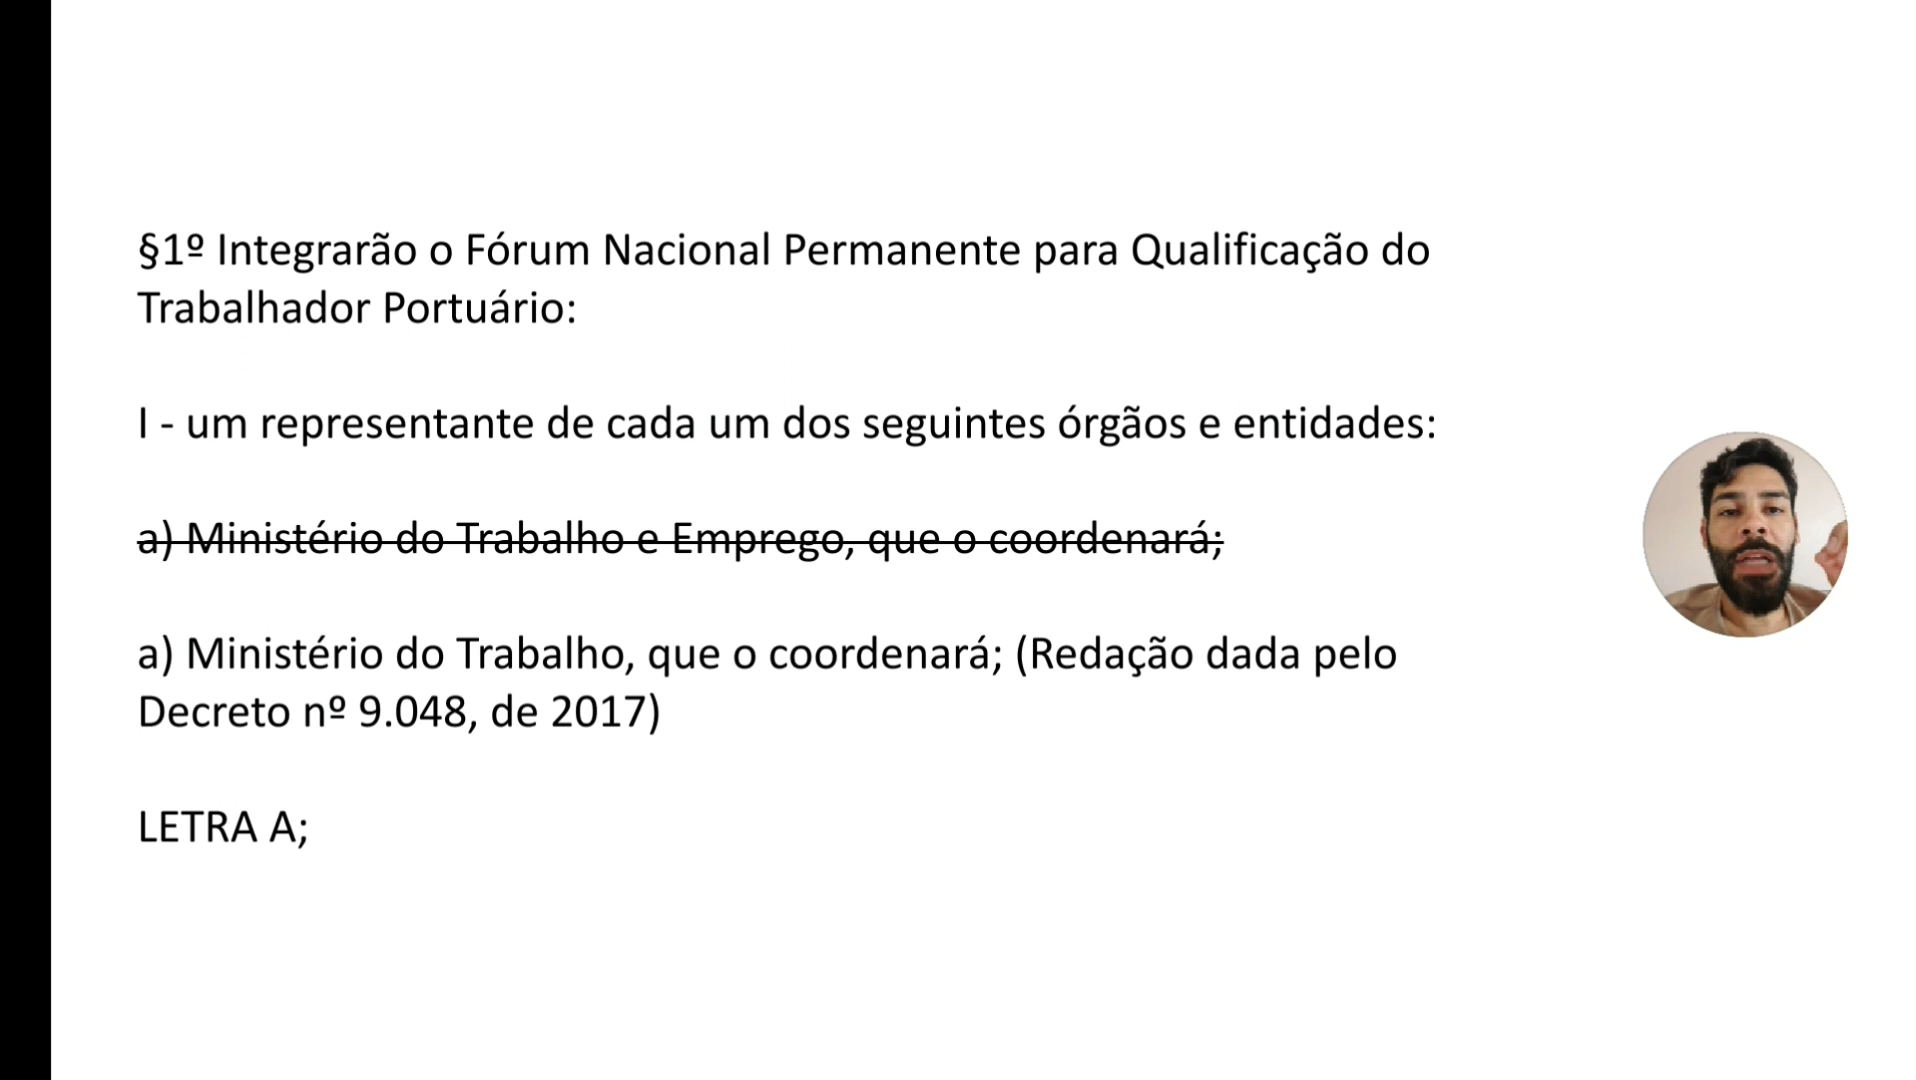 §1º Integrarão o Fórum Nacional Permanente para Qualificação do
Trabalhador Portuário:
I - um representante de cada um dos seguintes órgãos e entidades:
a) Ministério do Trabalho e Emprego, que o coordenará;
a) Ministério do Trabalho, que o coordenará; (Redação dada pelo
Decreto nº 9.048, de 2017)
LETRA A;